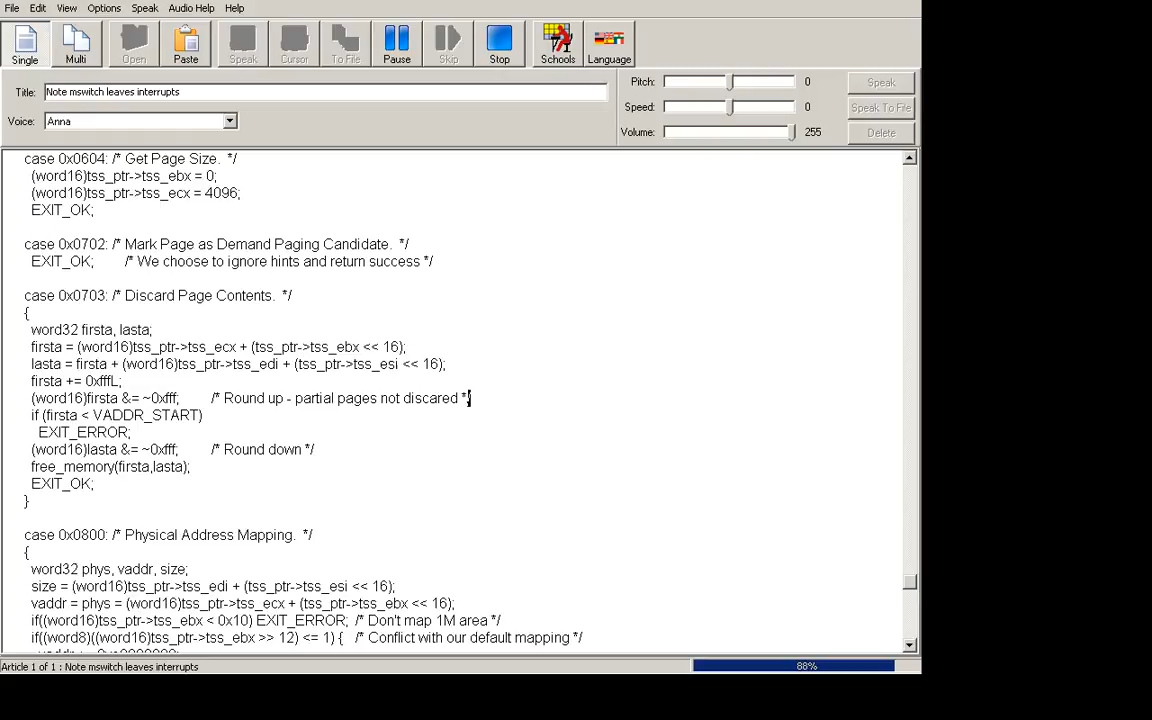 File Edit View Options Speak Audio Help Help
Single Multi Open Paste Speak Cursor To File Pause Skip Stop Schools Language
Title: Note mswitch leaves interrupts
Voice: Anna
Pitch: 0 Speak
Speed: 0 Speak To File
Volume: 255 Delete
case 0x0604: /* Get Page Size.  */
(word16)tss_ptr->tss_ebx = 0;
(word16)tss_ptr->tss_ecx = 4096;
EXIT_OK;
case 0x0702: /* Mark Page as Demand Paging Candidate.  */
EXIT_OK; /* We choose to ignore hints and return success */
case 0x0703: /* Discard Page Contents.  */
{
word32 firsta, lasta;
firsta = (word16)tss_ptr->tss_ecx + (tss_ptr->tss_ebx << 16);
lasta = firsta + (word16)tss_ptr->tss_edi + (tss_ptr->tss_esi << 16);
firsta += 0xfffL;
(word16)firsta &= ~0xfff; /* Round up - partial pages not discared */
if (firsta < VADDR_START)
EXIT_ERROR;
(word16)lasta &= ~0xfff; /* Round down */
free_memory(firsta,lasta);
EXIT_OK;
}
case 0x0800: /* Physical Address Mapping.  */
{
word32 phys, vaddr, size;
size = (word16)tss_ptr->tss_edi + (tss_ptr->tss_esi << 16);
vaddr = phys = (word16)tss_ptr->tss_ecx + (tss_ptr->tss_ebx << 16);
if((word16)tss_ptr->tss_ebx < 0x10) EXIT_ERROR; /* Don't map 1M area */
if((word8)((word16)tss_ptr->tss_ebx >> 12) <= 1) { /* Conflict with our default mapping */
Article 1 of 1 : Note mswitch leaves interrupts
88%